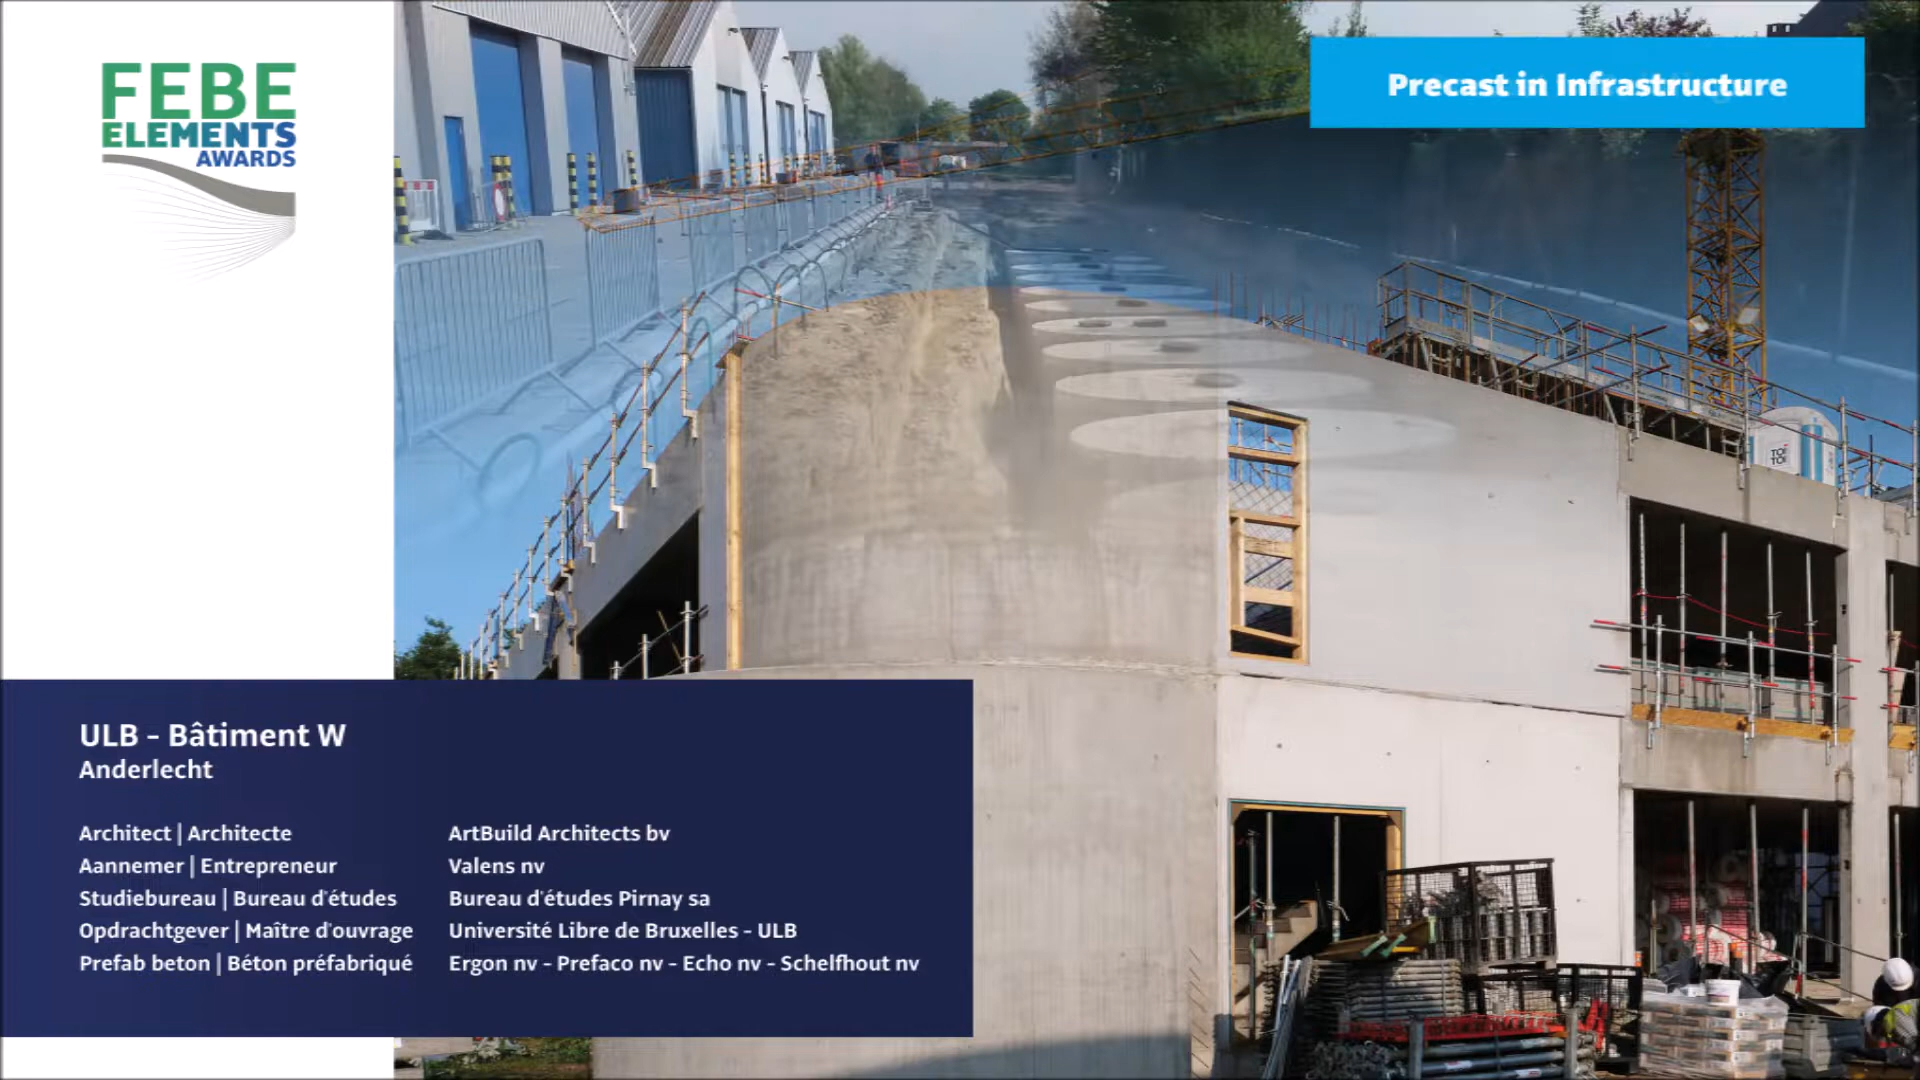 FEBE
ELEMENTS
AWARDS
Precast in Infrastructure
TOI
TOI
ULB - Bâtiment W
Anderlecht
Architect | Architecte ArtBuild Architects bv
Aannemer | Entrepreneur Valens nv
Studiebureau | Bureau d'études Bureau d'études Pirnay sa
Opdrachtgever | Maître d'ouvrage Université Libre de Bruxelles - ULB
Prefab beton | Béton préfabriqué Ergon nv - Prefaco nv - Echo nv - Schelfhout nv